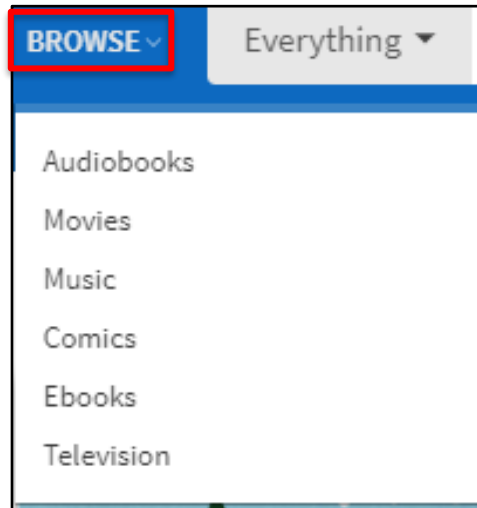 BROWSE Everything
Audiobooks
Movies
Music
Comics
Ebooks
Television